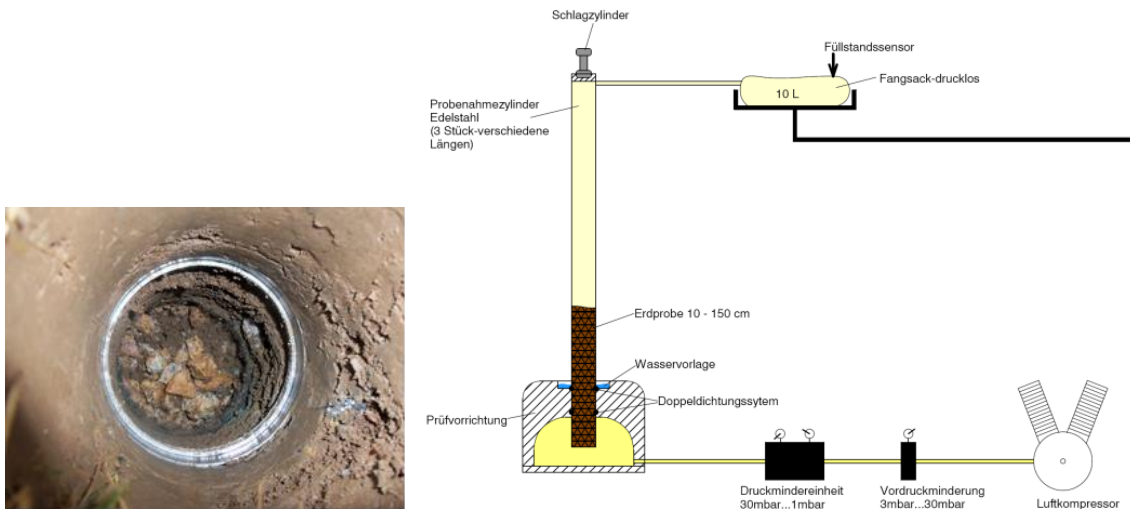 Schlagzylinder
Füllstandssensor
Fangsack-drucklos
10 L
Probenahmezylinder
Edelstahl
(3 Stück-verschiedene
Längen)
Erdprobe 10 - 150 cm
Wasservorlage
Doppeldichtungssytem
Prüfvorrichtung
Druckmindereinheit
30mbar...1mbar
Vordruckminderung
3mbar...30mbar
Luftkompressor